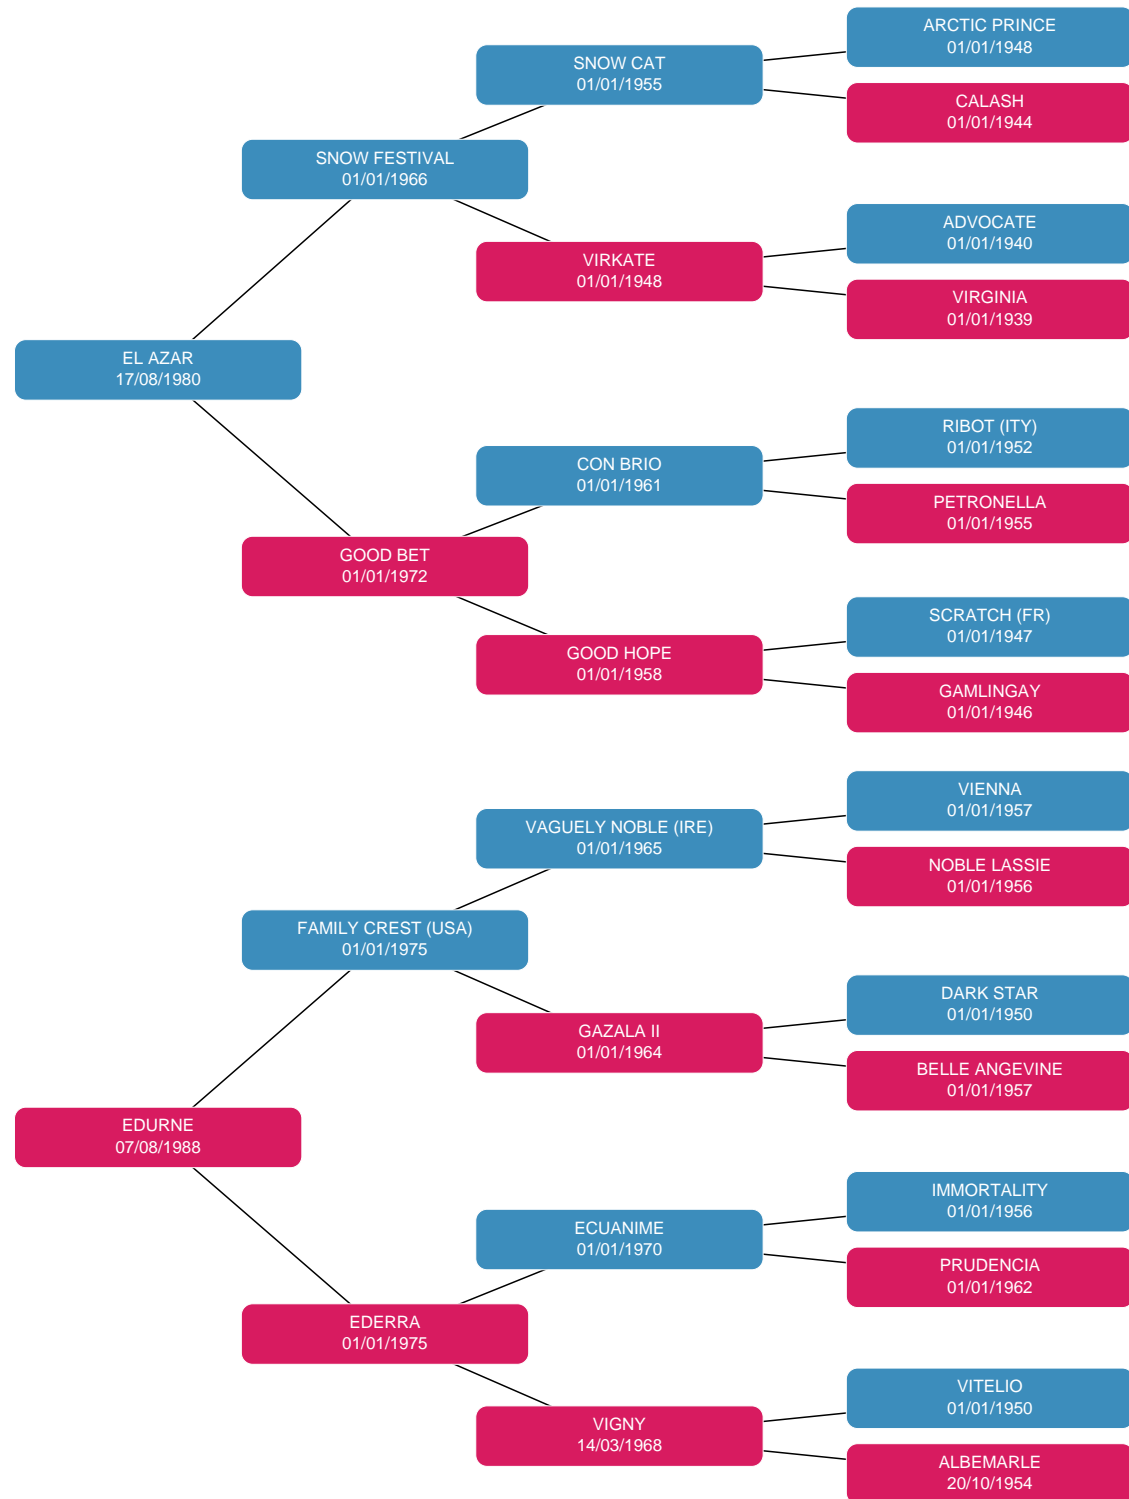 ARCTIC PRINCE
01/01/1948
SNOW CAT
01/01/1955
CALASH
01/01/1944
SNOW FESTIVAL
01/01/1966
ADVOCATE
01/01/1940
VIRKATE
01/01/1948
VIRGINIA
01/01/1939
EL AZAR
17/08/1980
RIBOT (ITY)
01/01/1952
CON BRIO
01/01/1961
PETRONELLA
01/01/1955
GOOD BET
01/01/1972
SCRATCH (FR)
01/01/1947
GOOD HOPE
01/01/1958
GAMLINGAY
01/01/1946
VIENNA
01/01/1957
VAGUELY NOBLE (IRE)
01/01/1965
NOBLE LASSIE
01/01/1956
FAMILY CREST (USA)
01/01/1975
DARK STAR
01/01/1950
GAZALA II
01/01/1964
BELLE ANGEVINE
01/01/1957
EDURNE
07/08/1988
IMMORTALITY
01/01/1956
ECUANIME
01/01/1970
PRUDENCIA
01/01/1962
EDERRA
01/01/1975
VITELIO
01/01/1950
VIGNY
14/03/1968
ALBEMARLE
20/10/1954